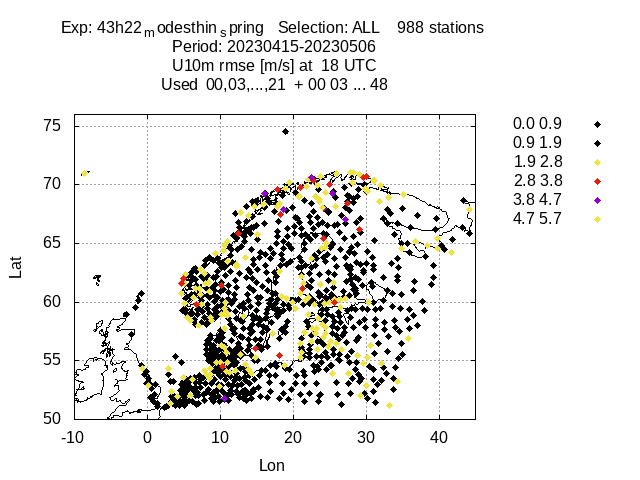 Exp: 43h22modesthinspring   Selection: ALL    988 stations
Period: 20230415-20230506
U10m rmse [m/s] at  18 UTC
Used  00,03,...,21  + 00 03 ... 48
0.0 0.9
0.9 1.9
1.9 2.8
2.8 3.8
3.8 4.7
4.7 5.7
75
70
65
60
55
50
Lat
-10 0 10 20 30 40
Lon